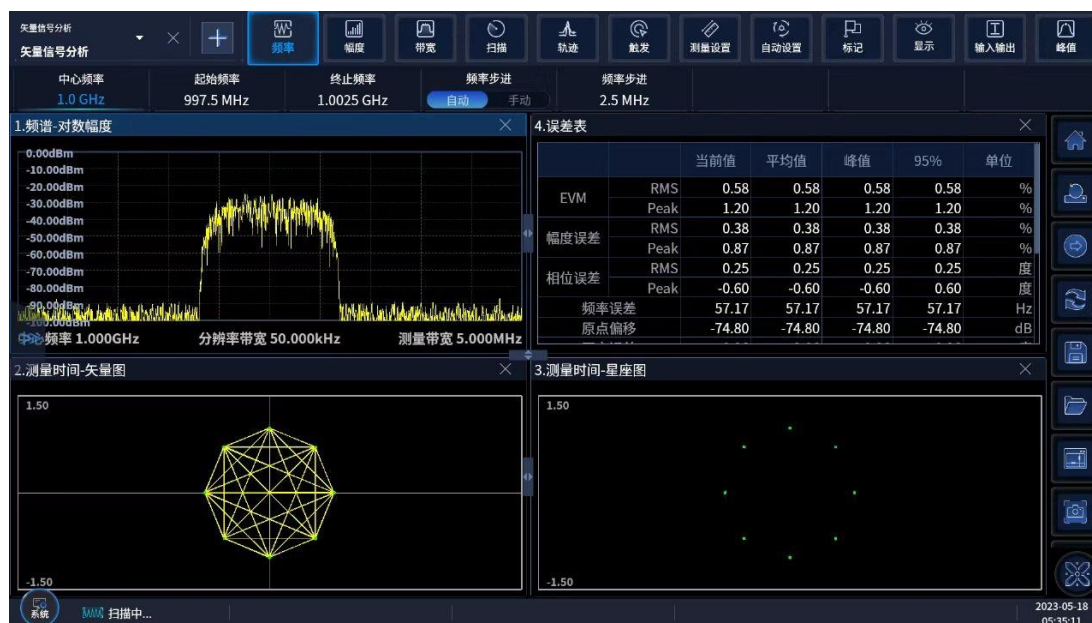 矢量信号分析
矢量信号分析
频率
幅度
带宽
扫描
轨迹
触发
测量设置
自动设置
标记
显示
输入输出
峰值
中心频率
1.0 GHz
起始频率
997.5 MHz
终止频率
1.0025 GHz
频率步进
自动 手动
频率步进
2.5 MHz
1.频谱-对数幅度
0.00dBm
-10.00dBm
-20.00dBm
-30.00dBm
-40.00dBm
-50.00dBm
-60.00dBm
-70.00dBm
-80.00dBm
-90.00dBm
-100.00dBm
中心频率 1.000GHz 分辨率带宽 50.000kHz 测量带宽 5.000MHz
4.误差表
当前值 平均值 峰值 95% 单位
EVM RMS 0.58 0.58 0.58 0.58 %
Peak 1.20 1.20 1.20 1.20 %
幅度误差 RMS 0.38 0.38 0.38 0.38 %
Peak 0.87 0.87 0.87 0.87 %
相位误差 RMS 0.25 0.25 0.25 0.25 度
Peak -0.60 -0.60 -0.60 0.60 度
频率误差 57.17 57.17 57.17 57.17 Hz
原点偏移 -74.80 -74.80 -74.80 -74.80 dB
2.测量时间-矢量图
1.50
-1.50
3.测量时间-星座图
1.50
-1.50
系统
扫描中...
2023-05-18
05:35:11